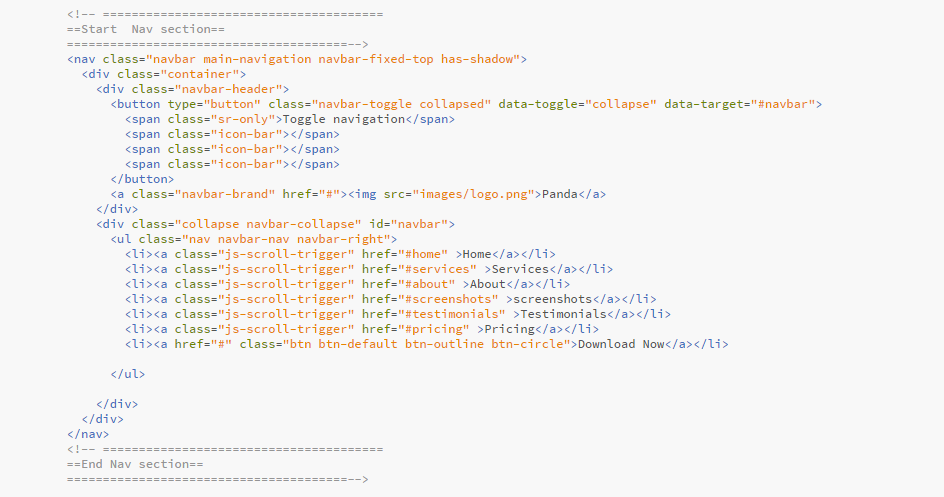 <!-- =======================================
==Start  Nav section==
=======================================-->
<nav class="navbar main-navigation navbar-fixed-top has-shadow">
  <div class="container">
    <div class="navbar-header">
      <button type="button" class="navbar-toggle collapsed" data-toggle="collapse" data-target="#navbar">
        <span class="sr-only">Toggle navigation</span>
        <span class="icon-bar"></span>
        <span class="icon-bar"></span>
        <span class="icon-bar"></span>
      </button>
      <a class="navbar-brand" href="#"><img src="images/logo.png">Panda</a>
    </div>
    <div class="collapse navbar-collapse" id="navbar">
      <ul class="nav navbar-nav navbar-right">
        <li><a class="js-scroll-trigger" href="#home" >Home</a></li>
        <li><a class="js-scroll-trigger" href="#services" >Services</a></li>
        <li><a class="js-scroll-trigger" href="#about" >About</a></li>
        <li><a class="js-scroll-trigger" href="#screenshots" >screenshots</a></li>
        <li><a class="js-scroll-trigger" href="#testimonials" >Testimonials</a></li>
        <li><a class="js-scroll-trigger" href="#pricing" >Pricing</a></li>
        <li><a href="#" class="btn btn-default btn-outline btn-circle">Download Now</a></li>
      </ul>
    </div>
  </div>
</nav>
<!-- =======================================
==End Nav section==
=======================================-->